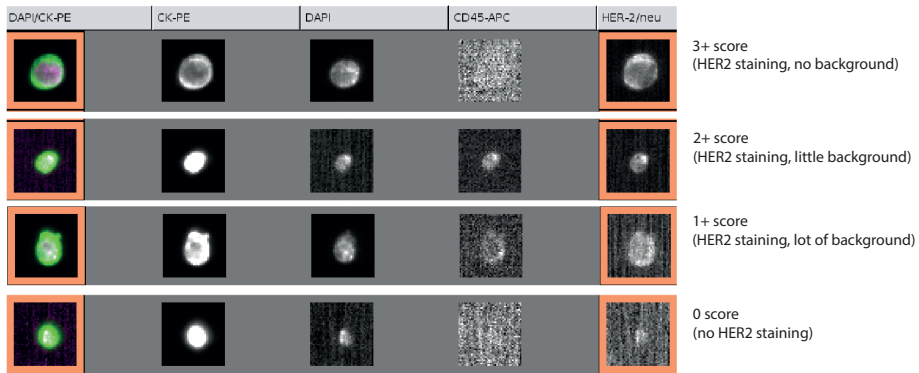 DAPI/CK-PE CK-PE DAPI CD45-APC HER-2/neu
3+ score
(HER2 staining, no background)
2+ score
(HER2 staining, little background)
1+ score
(HER2 staining, lot of background)
0 score
(no HER2 staining)